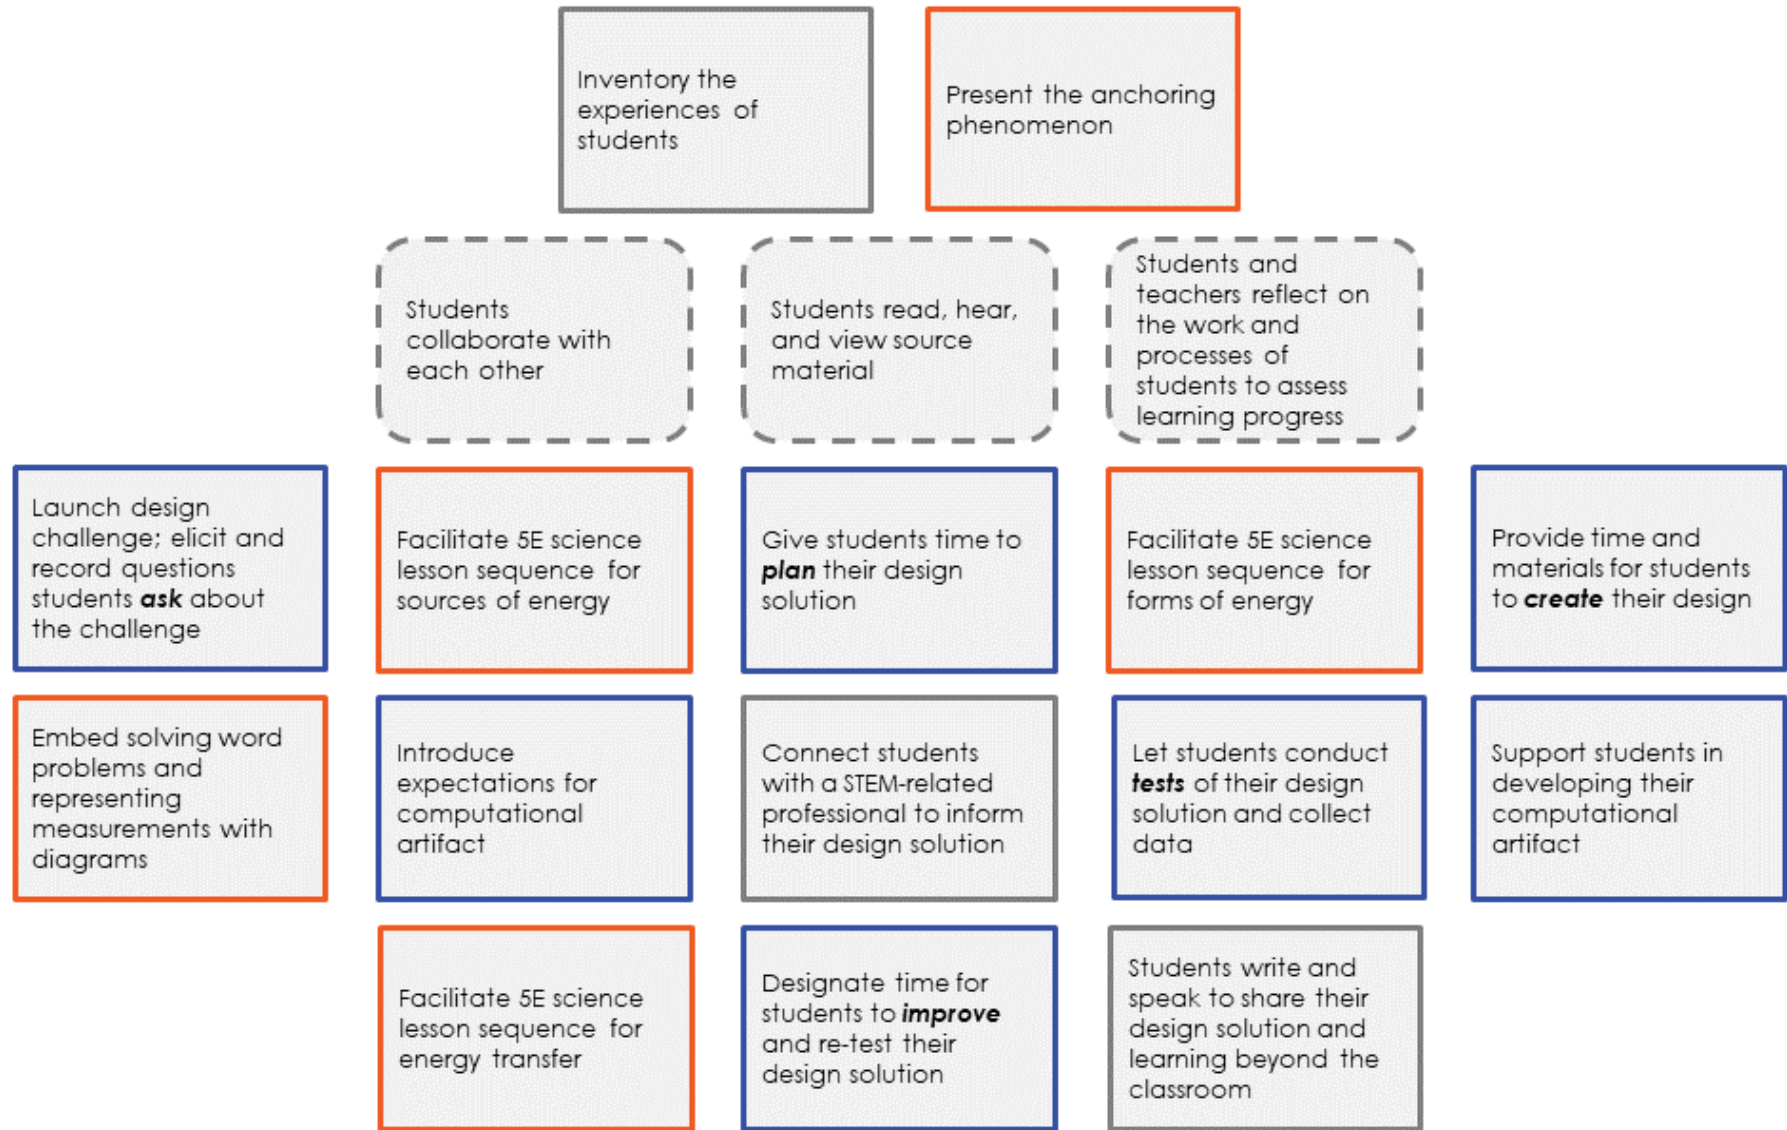 Inventory the
experiences of
students
Present the anchoring
phenomenon
Students
collaborate with
each other
Students read, hear,
and view source
material
Students and
teachers reflect on
the work and
processes of
students to assess
learning progress
Launch design
challenge; elicit and
record questions
students ask about
the challenge
Facilitate 5E science
lesson sequence for
sources of energy
Give students time to
plan their design
solution
Facilitate 5E science
lesson sequence for
forms of energy
Provide time and
materials for students
to create their design
Embed solving word
problems and
representing
measurements with
diagrams
Introduce
expectations for
computational
artifact
Connect students
with a STEM-related
professional to inform
their design solution
Let students conduct
tests of their design
solution and collect
data
Support students in
developing their
computational
artifact
Facilitate 5E science
lesson sequence for
energy transfer
Designate time for
students to improve
and re-test their
design solution
Students write and
speak to share their
design solution and
learning beyond the
classroom